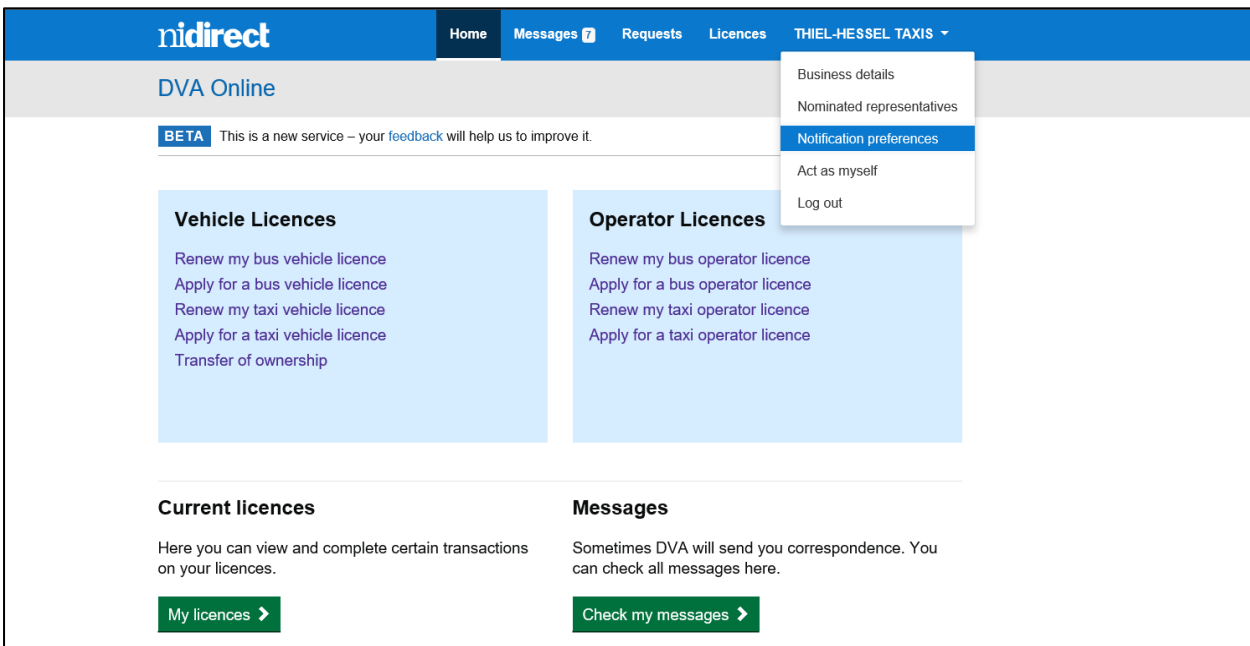 nidirect
Home Messages 7 Requests Licences THIEL-HESSEL TAXIS
Business details
Nominated representatives
Notification preferences
Act as myself
Log out
DVA Online
BETA This is a new service – your feedback will help us to improve it.
Vehicle Licences
Renew my bus vehicle licence
Apply for a bus vehicle licence
Renew my taxi vehicle licence
Apply for a taxi vehicle licence
Transfer of ownership
Operator Licences
Renew my bus operator licence
Apply for a bus operator licence
Renew my taxi operator licence
Apply for a taxi operator licence
Current licences
Here you can view and complete certain transactions
on your licences.
My licences
Messages
Sometimes DVA will send you correspondence. You
can check all messages here.
Check my messages